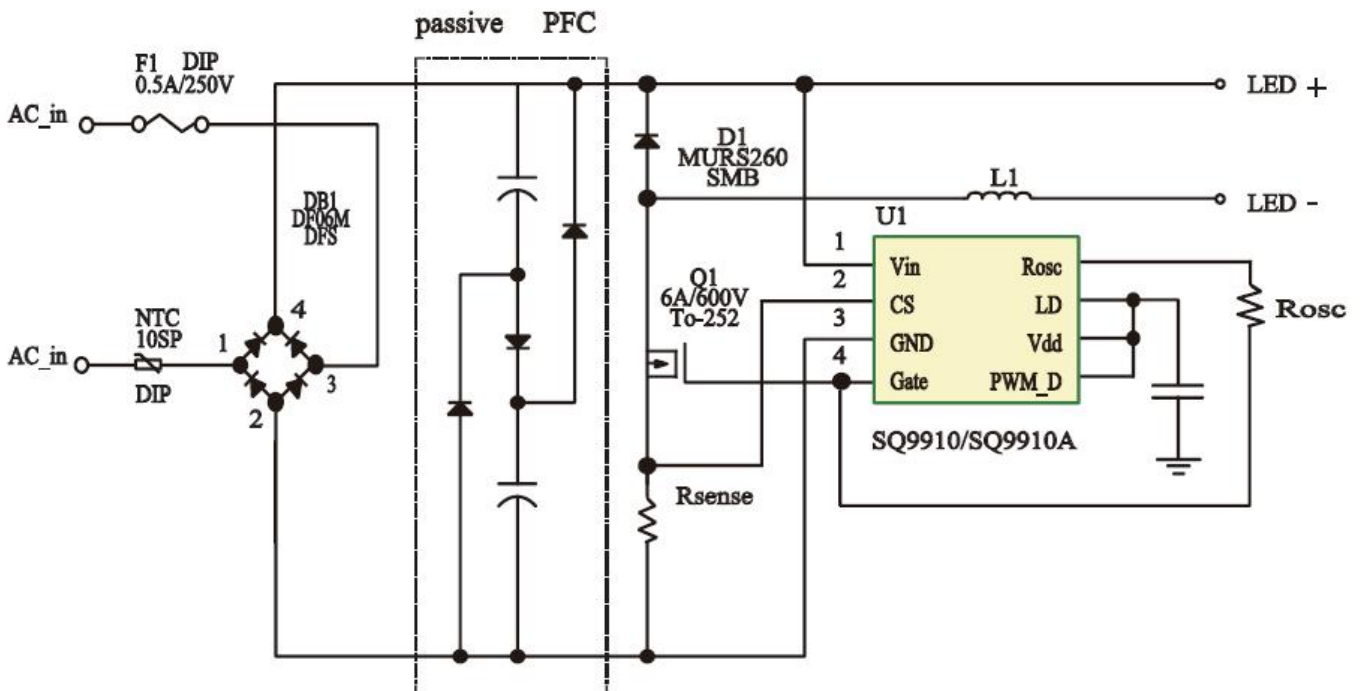 passive PFC
F1 DIP
0.5A/250V
AC_in
LED +
D1
MURS260
SMB
L1
LED -
DB1
DF06M
DFS
U1
1
Vin
Rosc
2
CS
LD
3
GND
Vdd
4
Gate
PWM_D
Rosc
Q1
6A/600V
To-252
NTC
10SP
AC_in
DIP
1
4
3
2
SQ9910/SQ9910A
Rsense